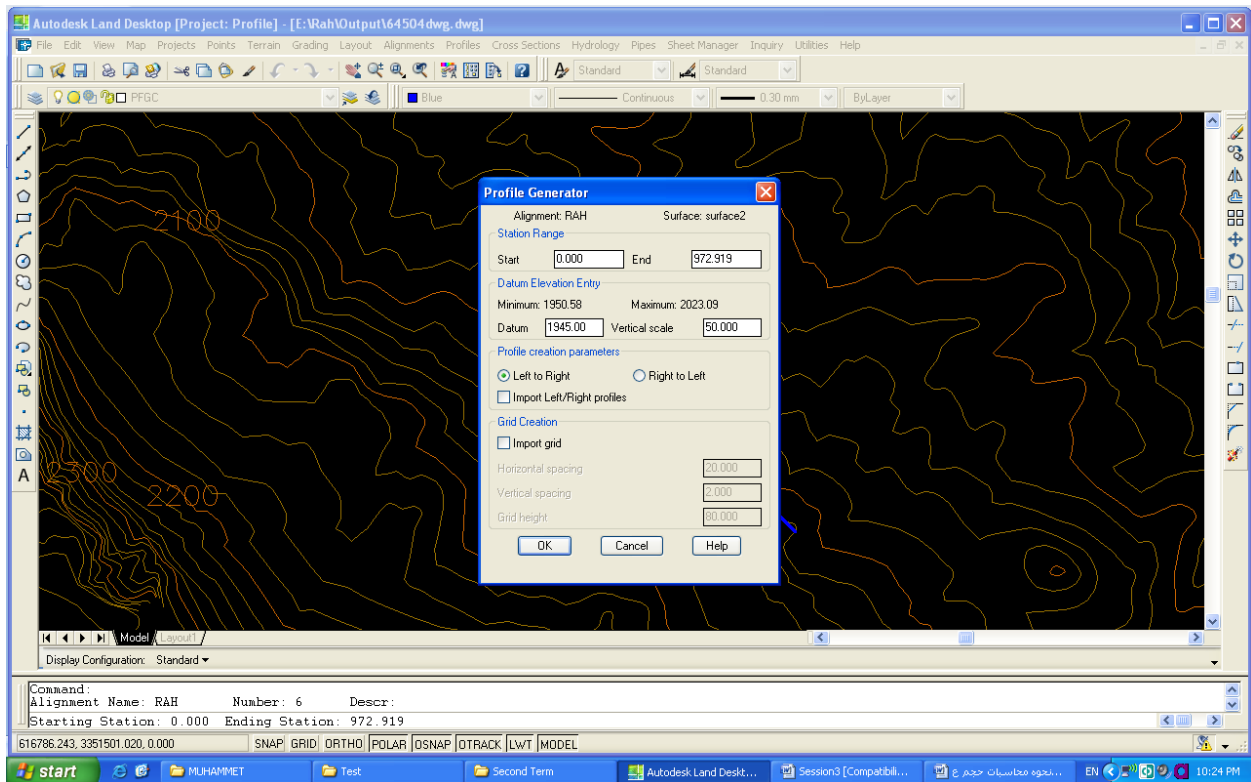 Autodesk Land Desktop [Project: Profile] - [E:\Rah\Output\64504dwg.dwg]
File Edit View Map Projects Points Terrain Grading Layout Alignments Profiles Cross Sections Hydrology Pipes Sheet Manager Inquiry Utilities Help
Standard Standard
PFGC Blue Continuous 0.30 mm ByLayer
2100
2300
2200
Profile Generator
Alignment: RAH Surface: surface2
Station Range
Start 0.000 End 972.919
Datum Elevation Entry
Minimum: 1950.58 Maximum: 2023.09
Datum 1945.00 Vertical scale 50.000
Profile creation parameters
Left to Right Right to Left
Import Left/Right profiles
Grid Creation
Import grid
Horizontal spacing 20.000
Vertical spacing 2.000
Grid height 80.000
OK Cancel Help
A
Model Layout1
Display Configuration: Standard
Command:
Alignment Name: RAH Number: 6 Descr:
Starting Station: 0.000 Ending Station: 972.919
616786.243, 3351501.020, 0.000 SNAP GRID ORTHO POLAR OSNAP OTRACK LWT MODEL
start MUHAMMET Test Second Term Autodesk Land Deskt... Session3 [Compatibili... نحوه محاسبات حجم ع... EN 10:24 PM